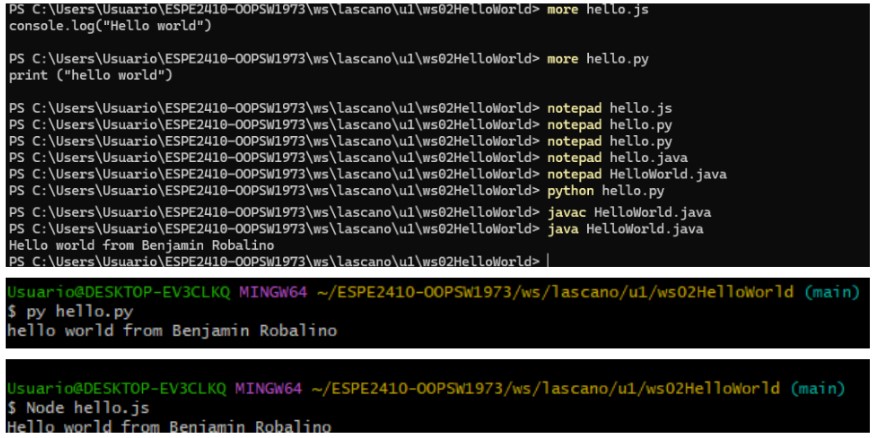 PS C:\Users\Usuario\ESPE2410-OOPSW1973\ws\lascano\u1\ws02HelloWorld> more hello.js
console.log("Hello world")
PS C:\Users\Usuario\ESPE2410-OOPSW1973\ws\lascano\u1\ws02HelloWorld> more hello.py
print ("hello world")
PS C:\Users\Usuario\ESPE2410-OOPSW1973\ws\lascano\u1\ws02HelloWorld> notepad hello.js
PS C:\Users\Usuario\ESPE2410-OOPSW1973\ws\lascano\u1\ws02HelloWorld> notepad hello.py
PS C:\Users\Usuario\ESPE2410-OOPSW1973\ws\lascano\u1\ws02HelloWorld> notepad hello.py
PS C:\Users\Usuario\ESPE2410-OOPSW1973\ws\lascano\u1\ws02HelloWorld> notepad hello.java
PS C:\Users\Usuario\ESPE2410-OOPSW1973\ws\lascano\u1\ws02HelloWorld> notepad HelloWorld.java
PS C:\Users\Usuario\ESPE2410-OOPSW1973\ws\lascano\u1\ws02HelloWorld> python hello.py
PS C:\Users\Usuario\ESPE2410-OOPSW1973\ws\lascano\u1\ws02HelloWorld> javac HelloWorld.java
PS C:\Users\Usuario\ESPE2410-OOPSW1973\ws\lascano\u1\ws02HelloWorld> java HelloWorld.java
Hello world from Benjamin Robalino
PS C:\Users\Usuario\ESPE2410-OOPSW1973\ws\lascano\u1\ws02HelloWorld>
Usuario@DESKTOP-EV3CLKQ MINGW64 ~/ESPE2410-OOPSW1973/ws/lascano/u1/ws02HelloWorld (main)
$ py hello.py
hello world from Benjamin Robalino
Usuario@DESKTOP-EV3CLKQ MINGW64 ~/ESPE2410-OOPSW1973/ws/lascano/u1/ws02HelloWorld (main)
$ Node hello.js
Hello world from Benjamin Robalino